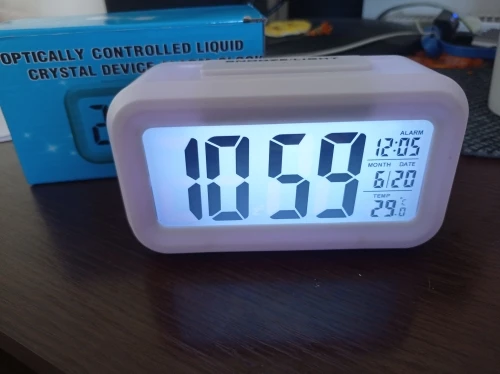 OPTICALLY CONTROLLED LIQUID
CRYSTAL DEVICE
10 59
ALARM
12:05
MONTH DATE
6 20
TEMP
29.0 °C